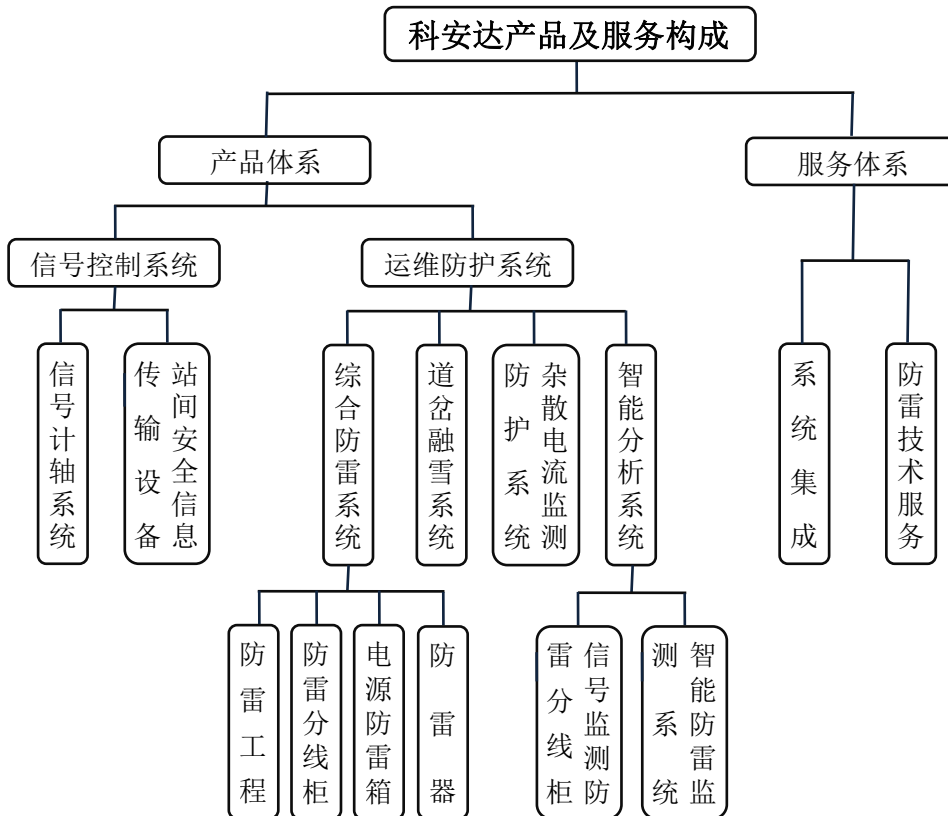 科安达产品及服务构成
产品体系
服务体系
信号控制系统
运维防护系统
信号计轴系统
站间安全信息
传输设备
综合防雷系统
道岔融雪系统
杂散电流监测
防护系统
智能分析系统
系统集成
防雷技术服务
防雷工程
防雷分线柜
电源防雷箱
防雷器
信号监测防
雷分线柜
智能防雷监
测系统